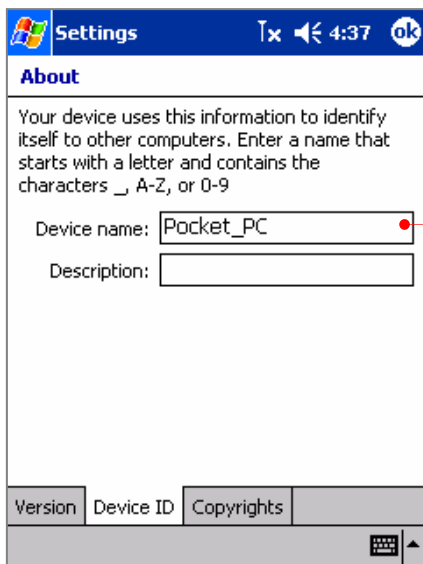 Settings 4:37 ok
About
Your device uses this information to identify
itself to other computers. Enter a name that
starts with a letter and contains the
characters _, A-Z, or 0-9
Device name: Pocket_PC
Description:
Version Device ID Copyrights